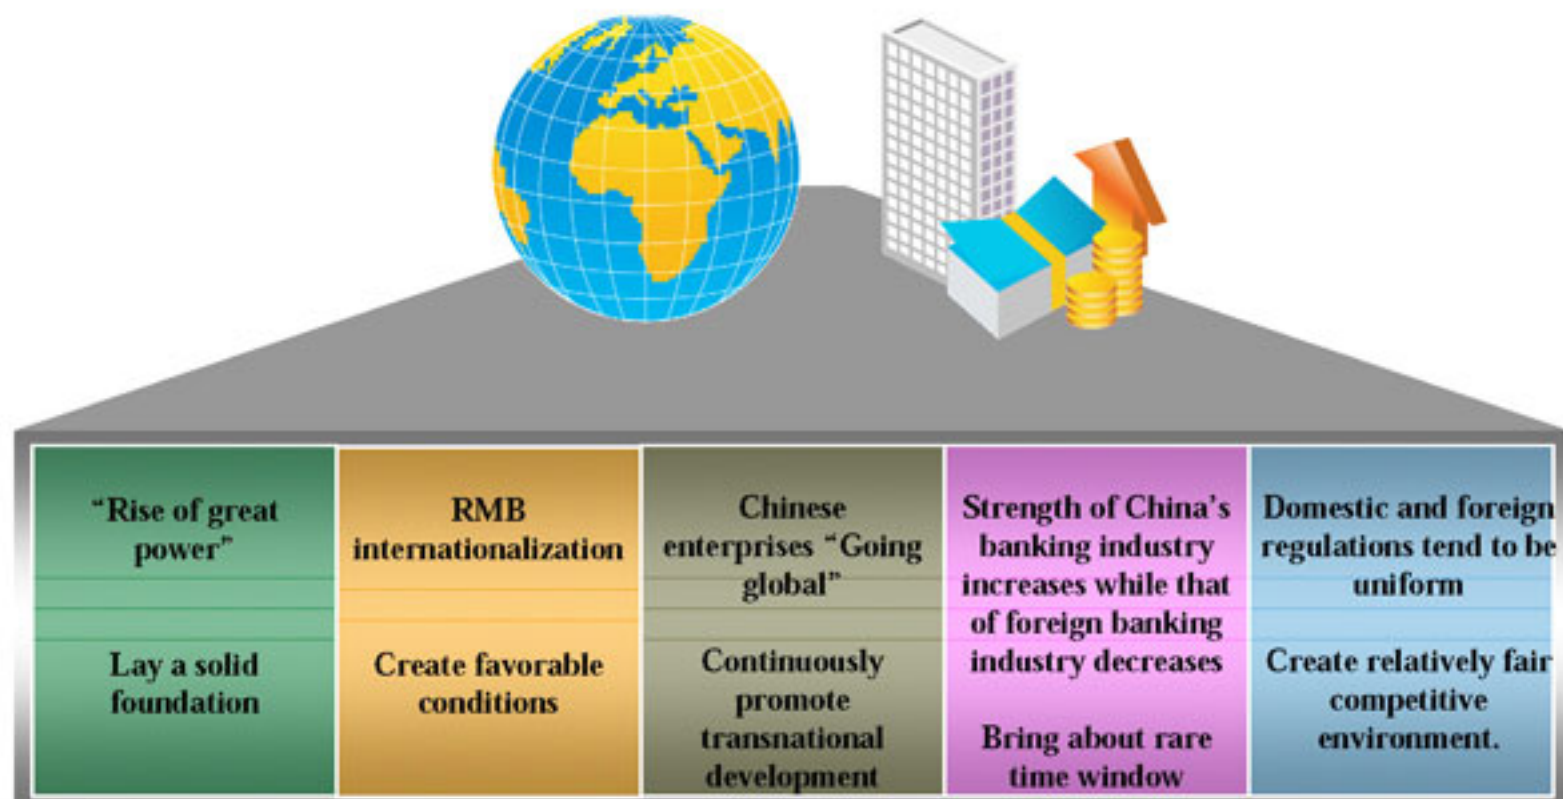 “Rise of great
power”
Lay a solid
foundation
RMB
internationalization
Create favorable
conditions
Chinese
enterprises “Going
global”
Continuously
promote
transnational
development
Strength of China’s
banking industry
increases while that
of foreign banking
industry decreases
Bring about rare
time window
Domestic and foreign
regulations tend to be
uniform
Create relatively fair
competitive
environment.